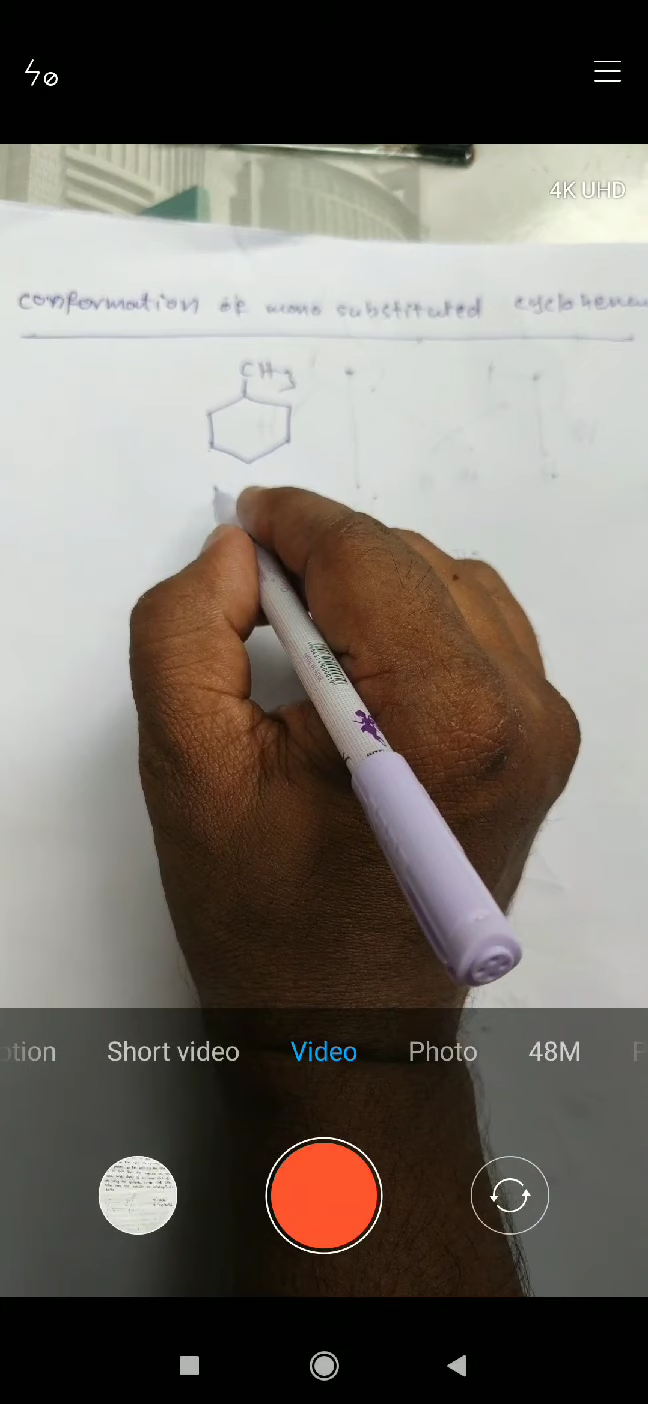 4K UHD
conformation of mono substituted
CH3
Short video Video Photo 48M